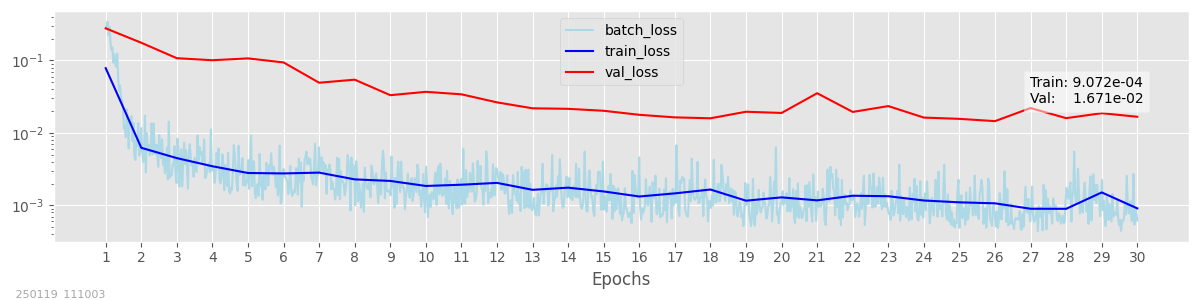 batch_loss
train_loss
val_loss
10⁻¹
10⁻²
10⁻³
Train: 9.072e-04
Val: 1.671e-02
1 2 3 4 5 6 7 8 9 10 11 12 13 14 15 16 17 18 19 20 21 22 23 24 25 26 27 28 29 30
Epochs
250119_111003